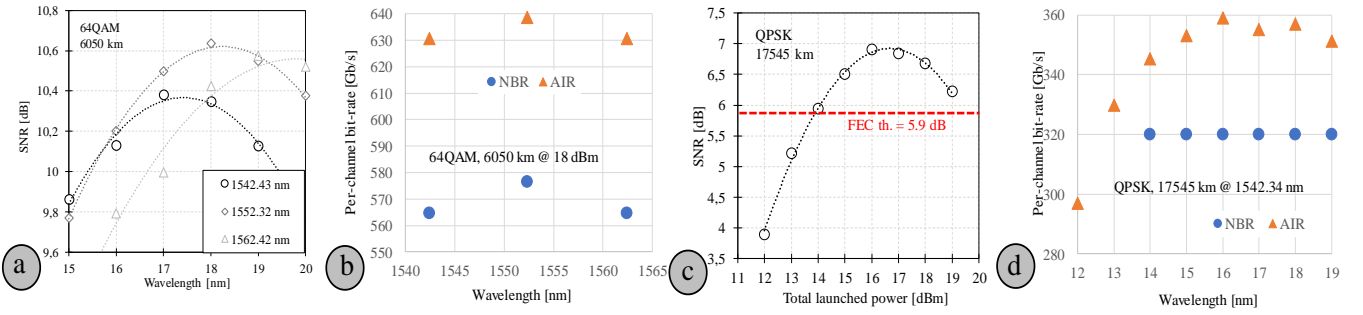 10,8
10,6
10,4
10,2
10
9,8
9,6
SNR [dB]
64QAM
6050 km
1542.43 nm
1552.32 nm
1562.42 nm
15 16 17 18 19 20
Wavelength [nm]
a
640
630
620
610
600
590
580
570
560
550
Per-channel bit-rate [Gb/s]
NBR AIR
64QAM, 6050 km @ 18 dBm
1540 1545 1550 1555 1560 1565
Wavelength [nm]
b
7,5
7
6,5
6
5,5
5
4,5
4
3,5
SNR [dB]
QPSK
17545 km
FEC th. = 5.9 dB
11 12 13 14 15 16 17 18 19 20
Total launched power [dBm]
c
360
340
320
300
280
Per-channel bit-rate [Gb/s]
QPSK, 17545 km @ 1542.34 nm
NBR AIR
12 13 14 15 16 17 18 19
Wavelength [nm]
d